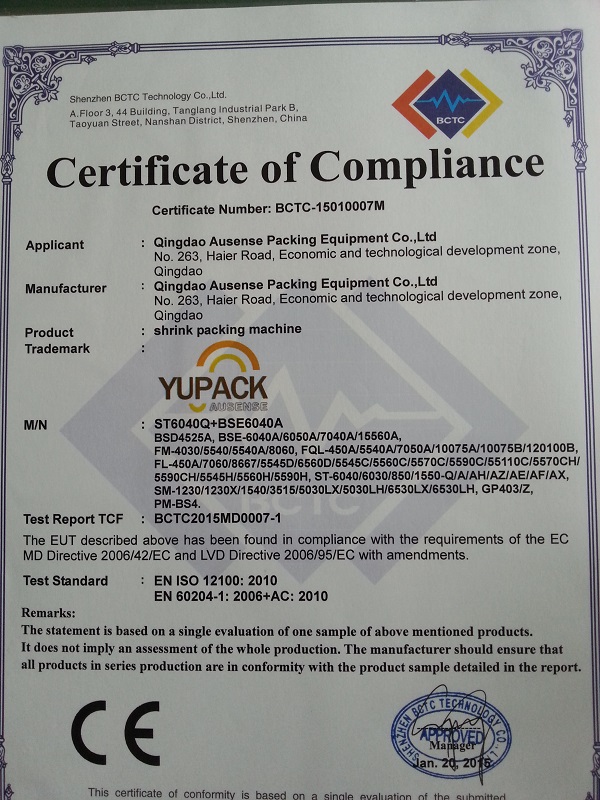 Shenzhen BCTC Technology Co.,Ltd.
A.Floor 3, 44 Building, Tanglang Industrial Park B,
Taoyuan Street, Nanshan District, Shenzhen, China
BCTC
Certificate of Compliance
Certificate Number: BCTC-15010007M
Applicant : Qingdao Ausense Packing Equipment Co.,Ltd
No. 263, Haier Road, Economic and technological development zone,
Qingdao
Manufacturer : Qingdao Ausense Packing Equipment Co.,Ltd
No. 263, Haier Road, Economic and technological development zone,
Qingdao
Product : shrink packing machine
Trademark :
YUPACK
AUSENSE
M/N : ST6040Q+BSE6040A
BSD4525A, BSE-6040A/6050A/7040A/15560A,
FM-4030/5540/5540A/8060, FQL-450A/5540A/7050A/10075A/10075B/120100B,
FL-450A/7060/8667/5545D/6560D/5545C/5560C/5570C/5590C/55110C/5570CH/
5590CH/5545H/5560H/5590H, ST-6040/6030/850/1550-Q/A/AH/AZ/AE/AF/AX,
SM-1230/1230X/1540/3515/5030LX/5030LH/6530LX/6530LH, GP403/Z,
PM-BS4.
BCTC
Test Report TCF : BCTC2015MD0007-1
The EUT described above has been found in compliance with the requirements of the EC
MD Directive 2006/42/EC and LVD Directive 2006/95/EC with amendments.
Test Standard : EN ISO 12100: 2010
EN 60204-1: 2006+AC: 2010
Remarks:
The statement is based on a single evaluation of one sample of above mentioned products.
It does not imply an assessment of the whole production. The manufacturer should ensure that
all products in series production are in conformity with the product sample detailed in the report.
CE
SHENZHEN BCTC TECHNOLOGY CO., LTD
APPROVED
Manager
Jan. 20, 2015
This certificate of conformity is based on a single evaluation of the submitted